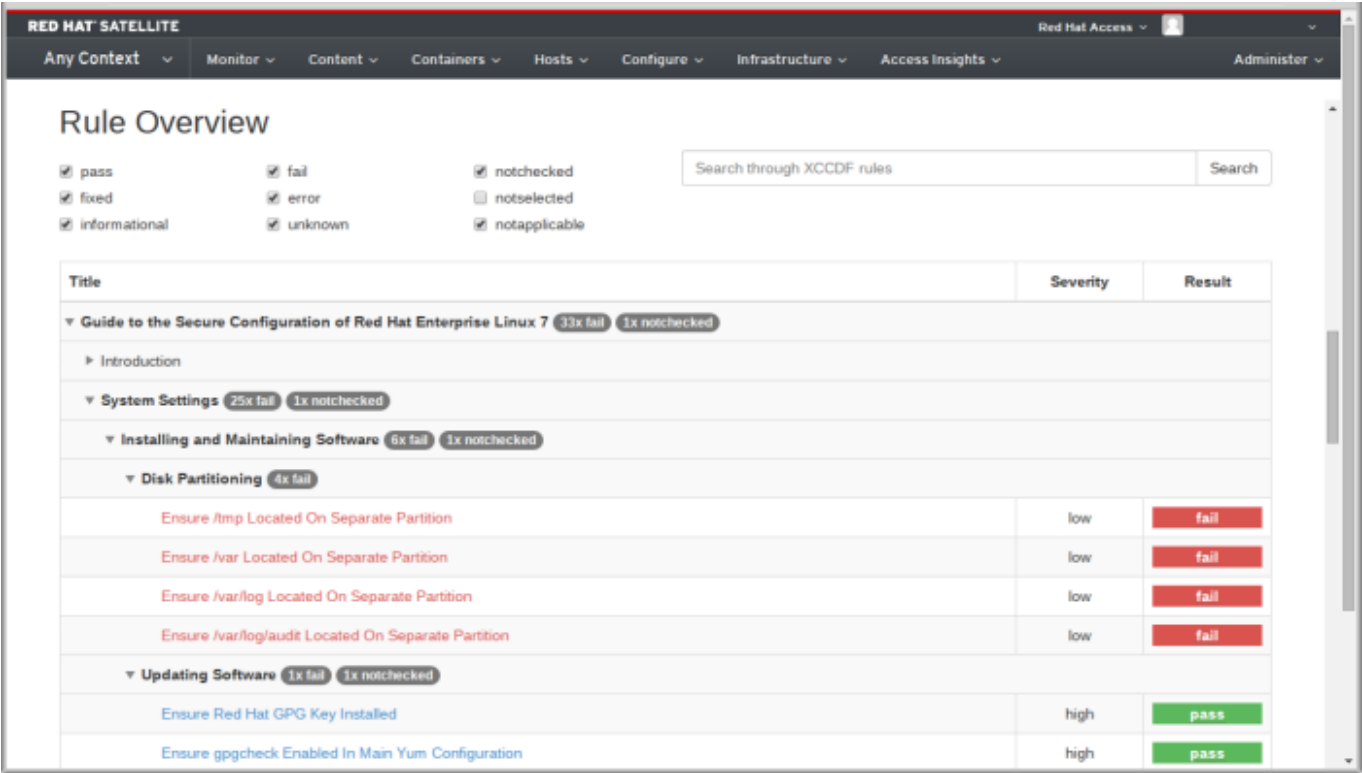 RED HAT' SATELLITE Red Hat Access
Any Context Monitor Content Containers Hosts Configure Infrastructure Access Insights Administer
Rule Overview
pass fail notchecked Search through XCCDF rules Search
fixed error notselected
informational unknown notapplicable
Title Severity Result
Guide to the Secure Configuration of Red Hat Enterprise Linux 7 33x fail 1x notchecked
Introduction
System Settings 25x fail 1x notchecked
Installing and Maintaining Software 6x fail 1x notchecked
Disk Partitioning 4x fail
Ensure /tmp Located On Separate Partition low fail
Ensure /var Located On Separate Partition low fail
Ensure /var/log Located On Separate Partition low fail
Ensure /var/log/audit Located On Separate Partition low fail
Updating Software 1x fail 1x notchecked
Ensure Red Hat GPG Key Installed high pass
Ensure gpgcheck Enabled In Main Yum Configuration high pass